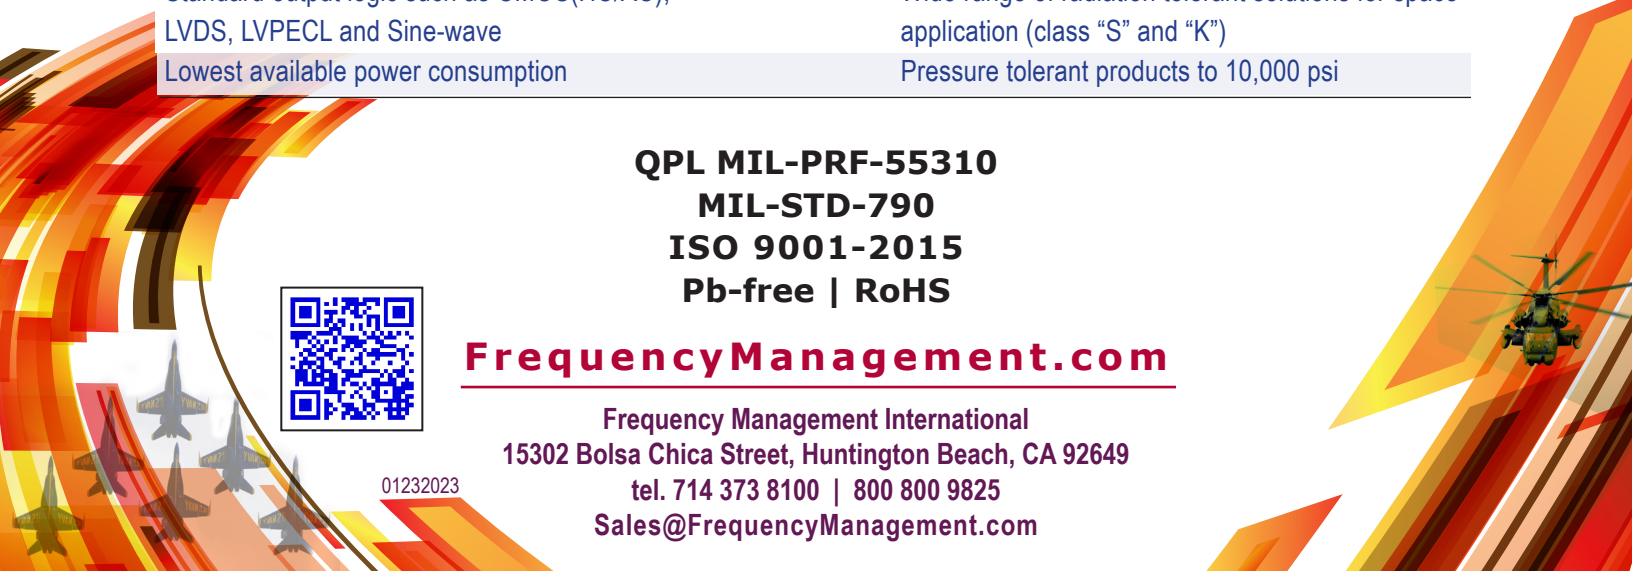 LVDS, LVPECL and Sine-wave
Lowest available power consumption
application (class “S” and “K”)
Pressure tolerant products to 10,000 psi
QPL MIL-PRF-55310
MIL-STD-790
ISO 9001-2015
Pb-free | RoHS
FrequencyManagement.com
Frequency Management International
15302 Bolsa Chica Street, Huntington Beach, CA 92649
01232023
tel. 714 373 8100 | 800 800 9825
Sales@FrequencyManagement.com